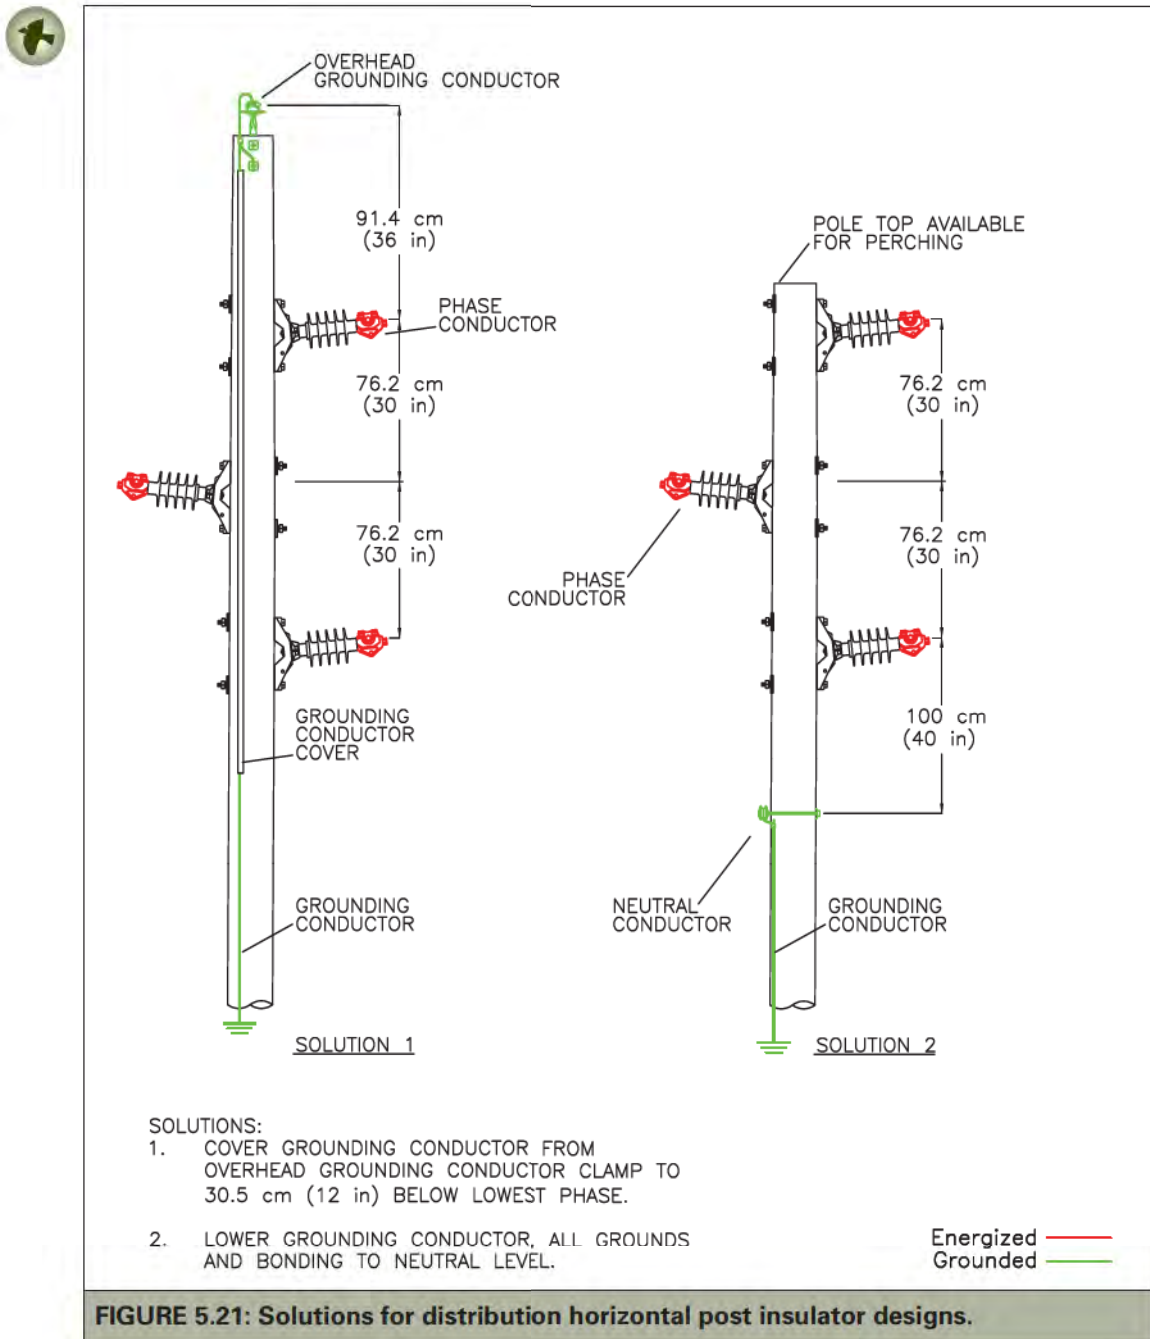 OVERHEAD
GROUNDING CONDUCTOR
91.4 cm
(36 in)
PHASE
CONDUCTOR
76.2 cm
(30 in)
76.2 cm
(30 in)
GROUNDING
CONDUCTOR
COVER
GROUNDING
CONDUCTOR
SOLUTION 1
POLE TOP AVAILABLE
FOR PERCHING
76.2 cm
(30 in)
76.2 cm
(30 in)
PHASE
CONDUCTOR
100 cm
(40 in)
NEUTRAL
CONDUCTOR
GROUNDING
CONDUCTOR
SOLUTION 2
SOLUTIONS:
1. COVER GROUNDING CONDUCTOR FROM
OVERHEAD GROUNDING CONDUCTOR CLAMP TO
30.5 cm (12 in) BELOW LOWEST PHASE.
2. LOWER GROUNDING CONDUCTOR, ALL GROUNDS
AND BONDING TO NEUTRAL LEVEL.
Energized
Grounded
FIGURE 5.21: Solutions for distribution horizontal post insulator designs.